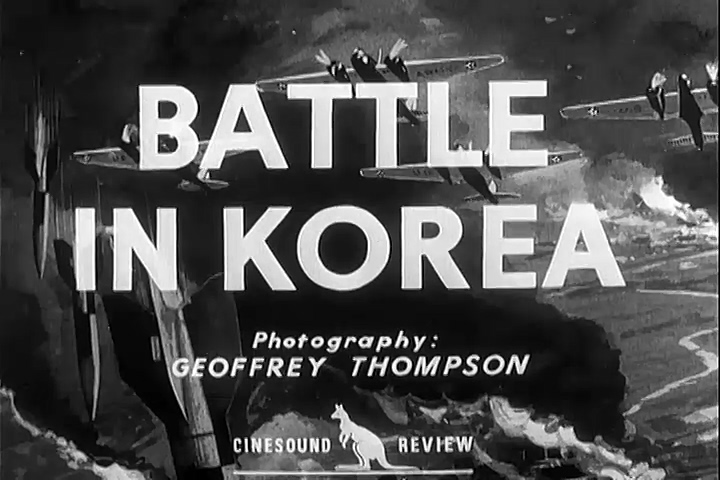 BATTLE
IN KOREA
Photography:
GEOFFREY THOMPSON
CINESOUND REVIEW